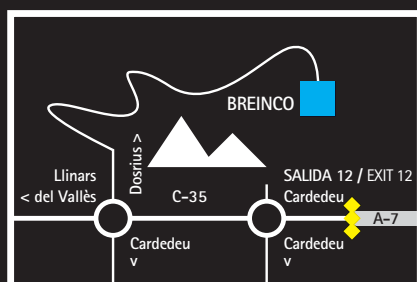 BREINCO
Dosrius >
Llinars
< del Vallès
C-35
SALIDA 12 / EXIT 12
Cardedeu
A-7
Cardedeu
v
Cardedeu
v